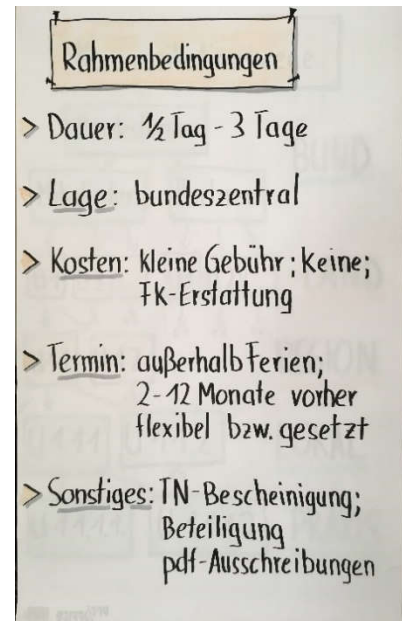 Rahmenbedingungen
> Dauer: ½ Tag - 3 Tage
> Lage: bundeszentral
> Kosten: kleine Gebühr; keine;
FK-Erstattung
> Termin: außerhalb Ferien;
2-12 Monate vorher
flexibel bzw. gesetzt
> Sonstiges: TN-Bescheinigung;
Beteiligung
pdf-Ausschreibungen